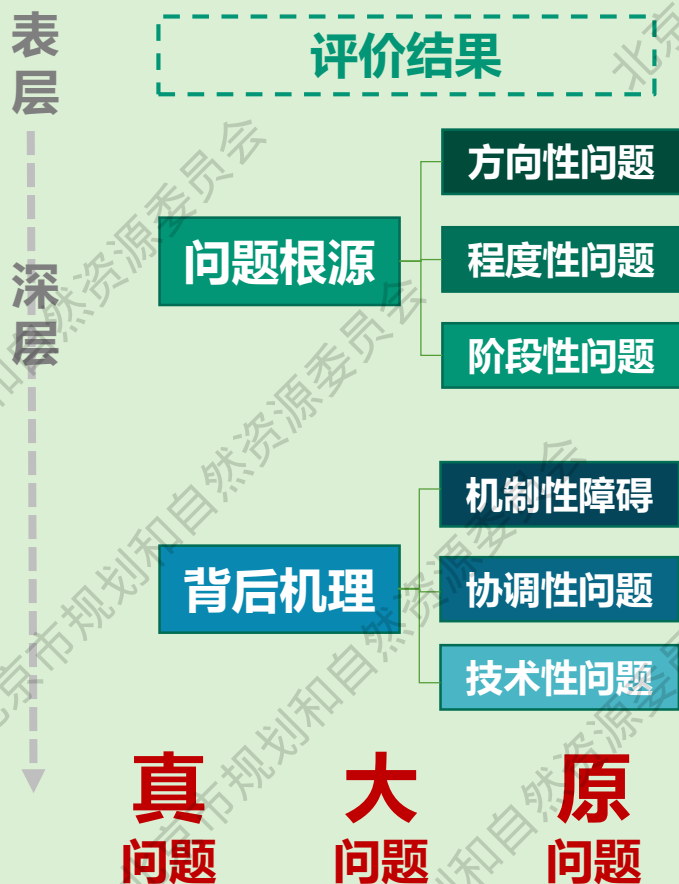 表层
评价结果
深层
问题根源
方向性问题
程度性问题
阶段性问题
背后机理
机制性障碍
协调性问题
技术性问题
真
问题
大
问题
原
问题
北京市规划和自然资源委员会